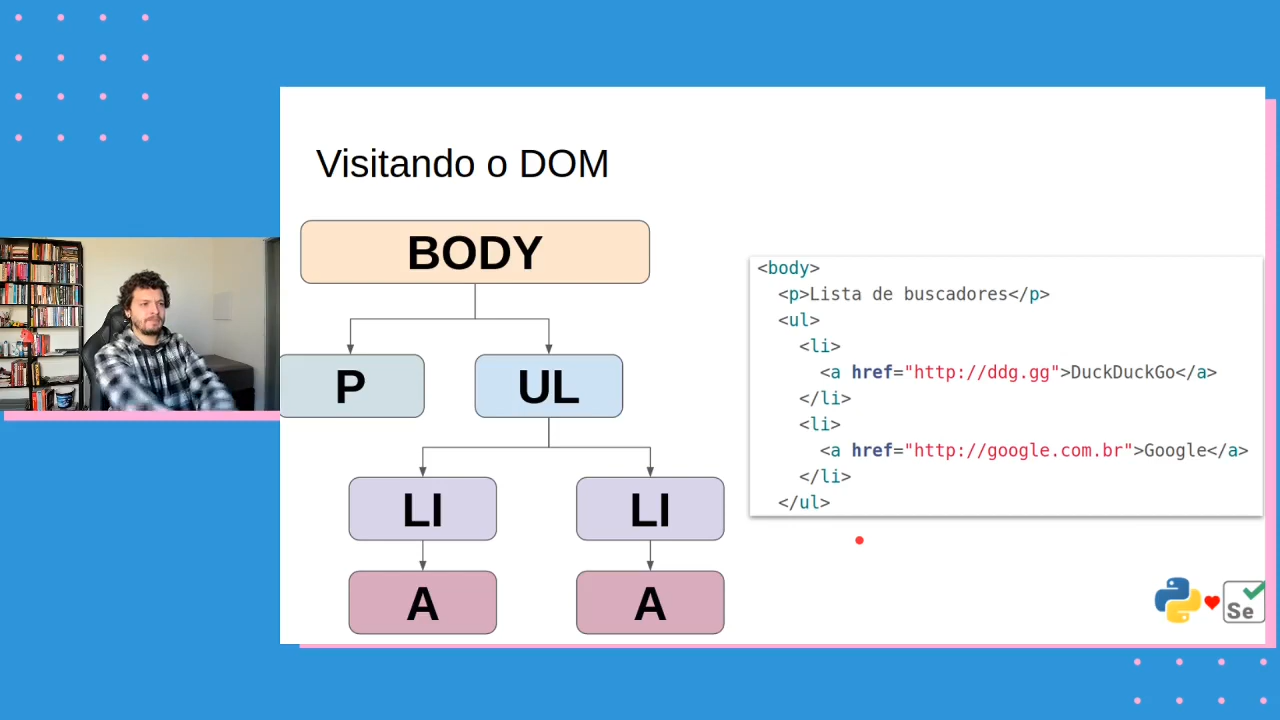 Visitando o DOM
BODY
P
UL
LI
LI
A
A
<body>
<p>Lista de buscadores</p>
<ul>
<li>
<a href="http://ddg.gg">DuckDuckGo</a>
</li>
<li>
<a href="http://google.com.br">Google</a>
</li>
</ul>
Se